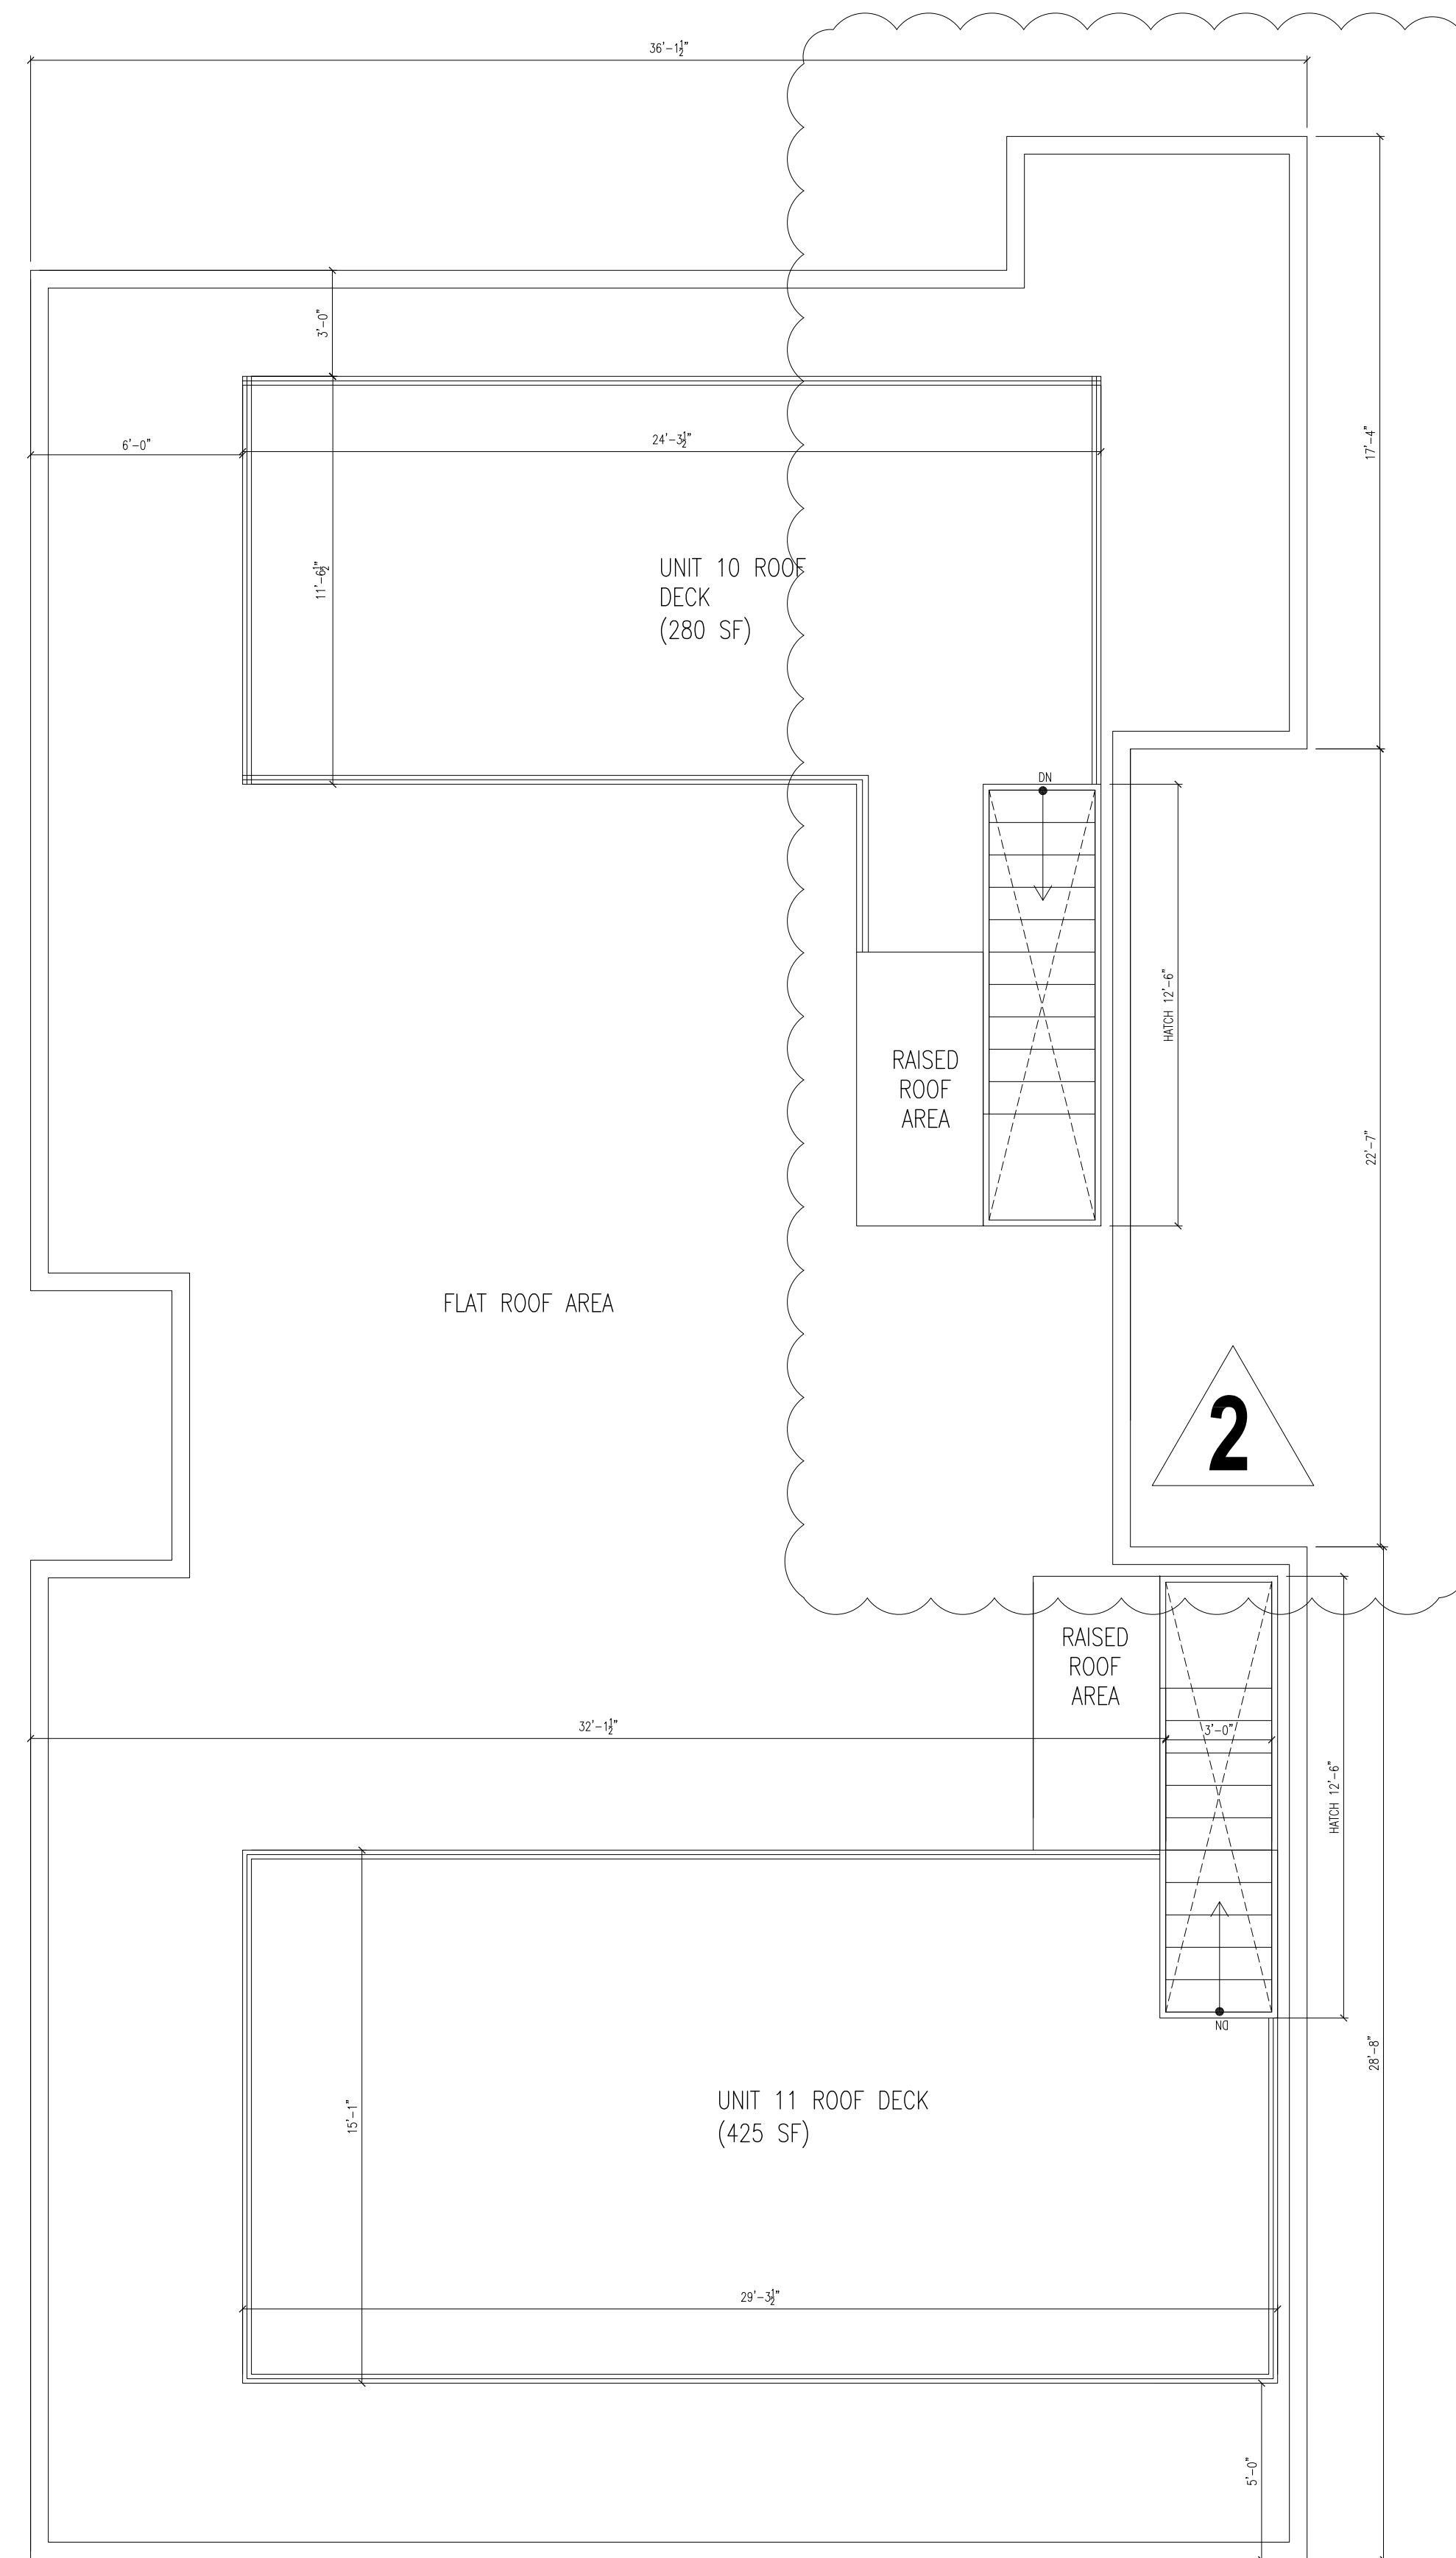 36'-1½"
3'-0"
6'-0"
24'-3½"
17'-4"
11'-6½"
UNIT 10 ROOF
DECK
(280 SF)
DN
HATCH 12'-6"
RAISED
ROOF
AREA
22'-7"
FLAT ROOF AREA
2
RAISED
ROOF
AREA
32'-1½"
3'-0"
HATCH 12'-6"
DN
28'-8"
UNIT 11 ROOF DECK
(425 SF)
15'-1"
29'-3½"
5'-0"